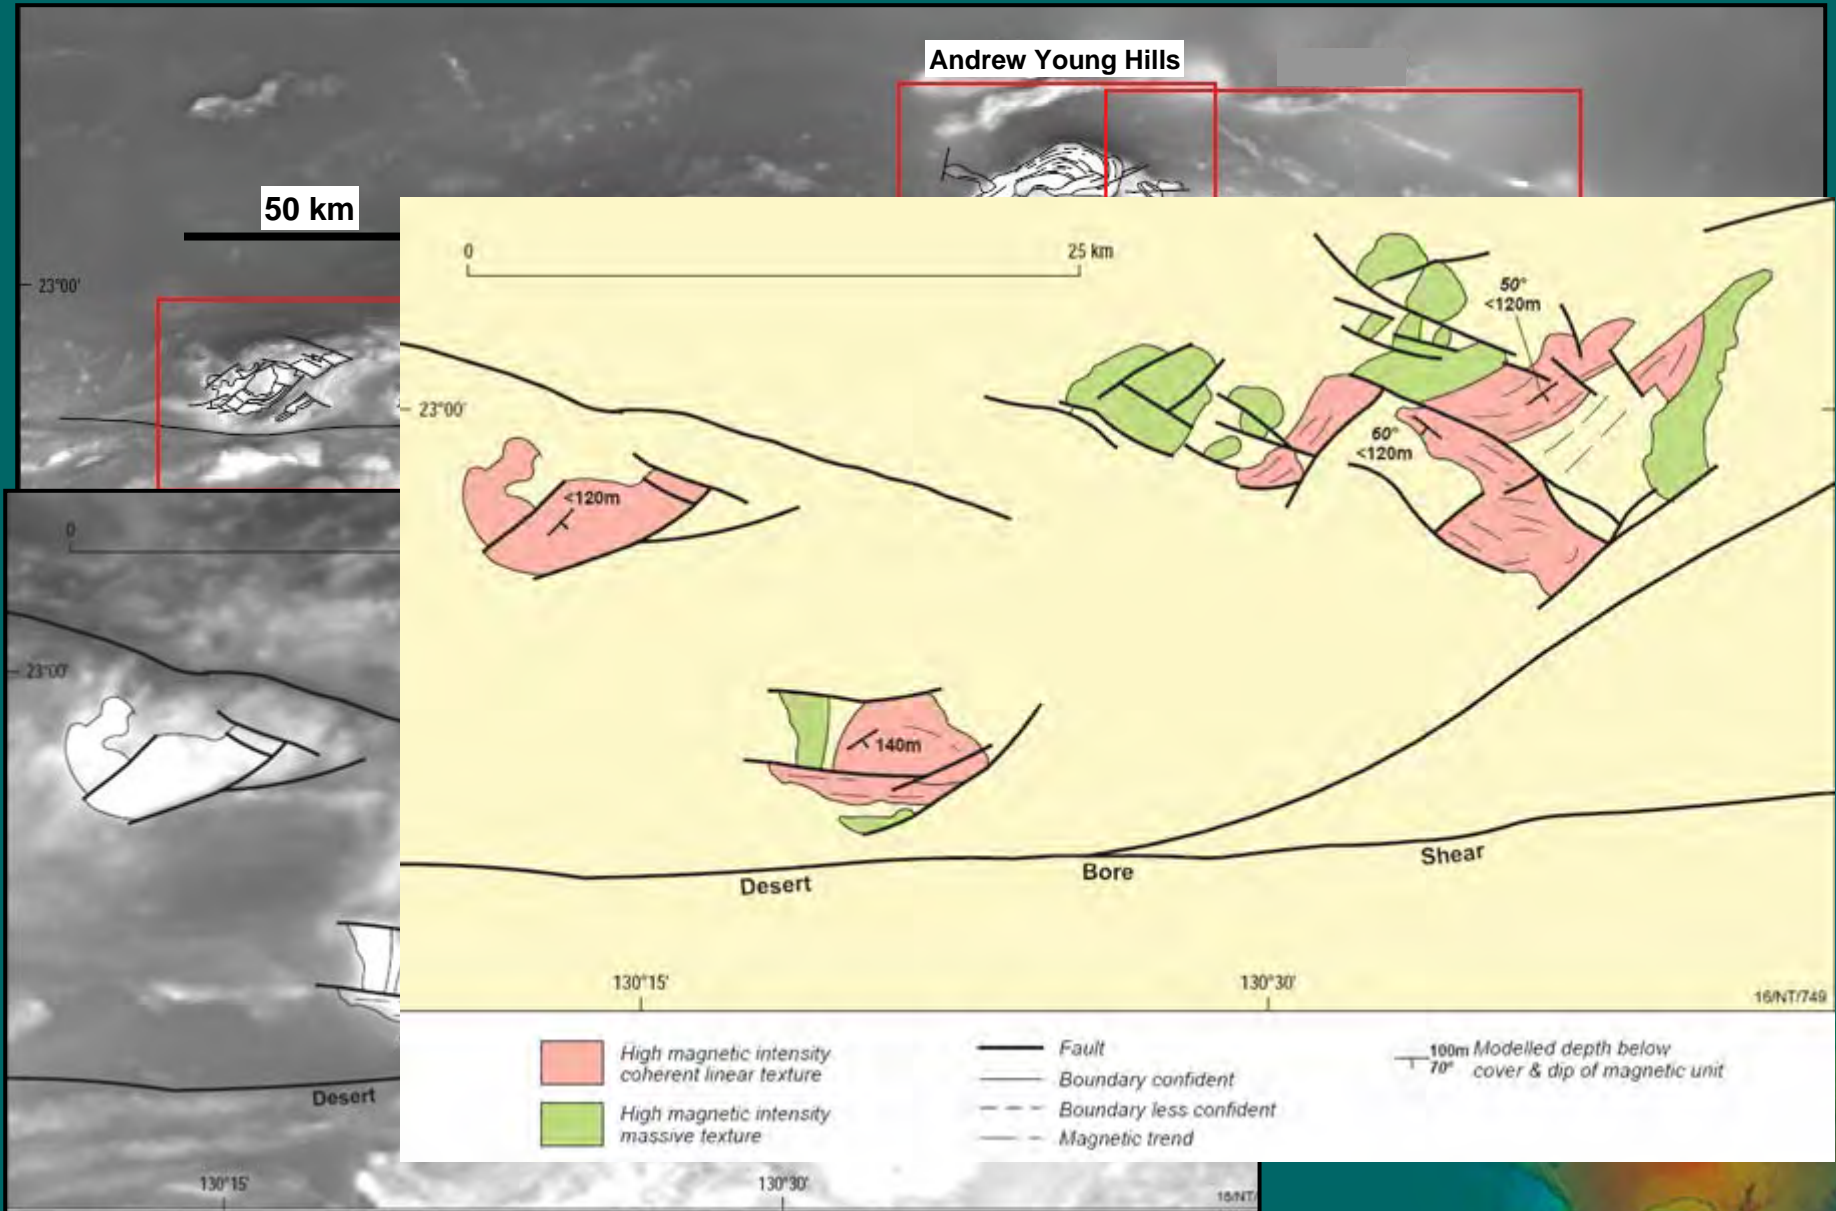 Andrew Young Hills
50 km
23°00'
0
25 km
50°
<120m
23°00'
60°
<120m
<120m
0
23°00'
140m
Desert
Bore
Shear
130°15'
130°30'
16/NT/749
High magnetic intensity
coherent linear texture
High magnetic intensity
massive texture
Fault
Boundary confident
Boundary less confident
Magnetic trend
100m
70°
Modelled depth below
cover & dip of magnetic unit
Desert
130°15'
130°30'
16/NT/